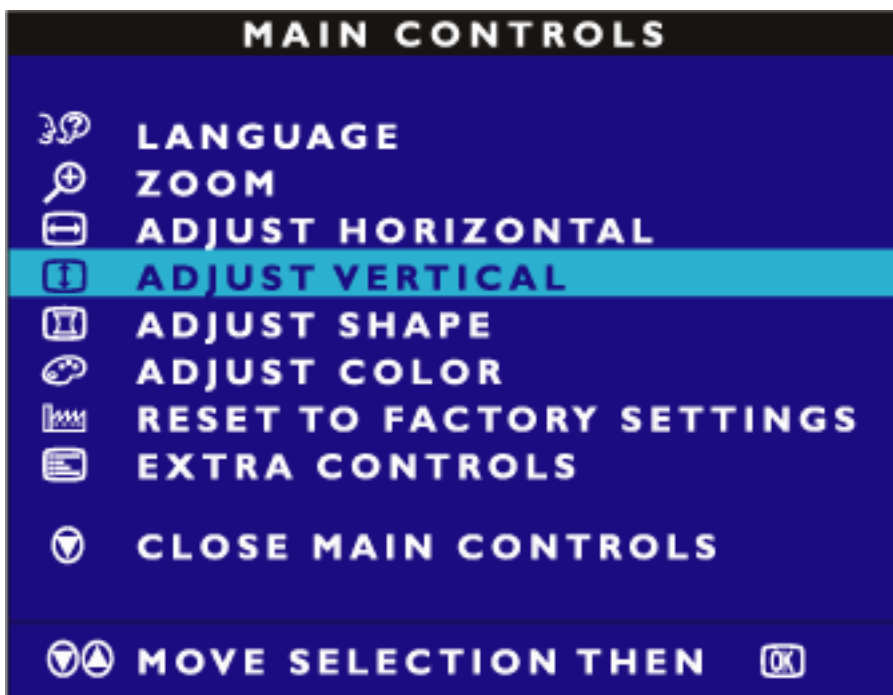 MAIN CONTROLS
LANGUAGE
ZOOM
ADJUST HORIZONTAL
ADJUST VERTICAL
ADJUST SHAPE
ADJUST COLOR
RESET TO FACTORY SETTINGS
EXTRA CONTROLS
CLOSE MAIN CONTROLS
MOVE SELECTION THEN OK